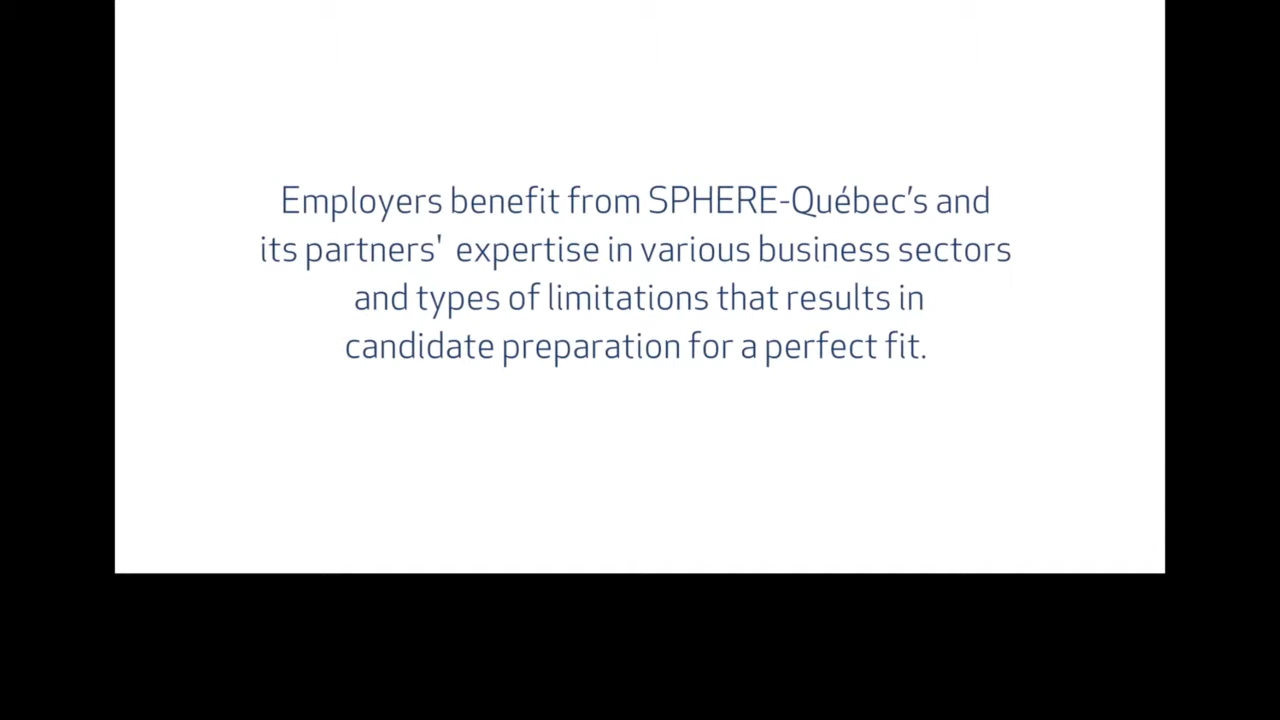 Employers benefit from SPHERE-Québec’s and
its partners'  expertise in various business sectors
and types of limitations that results in
candidate preparation for a perfect fit.